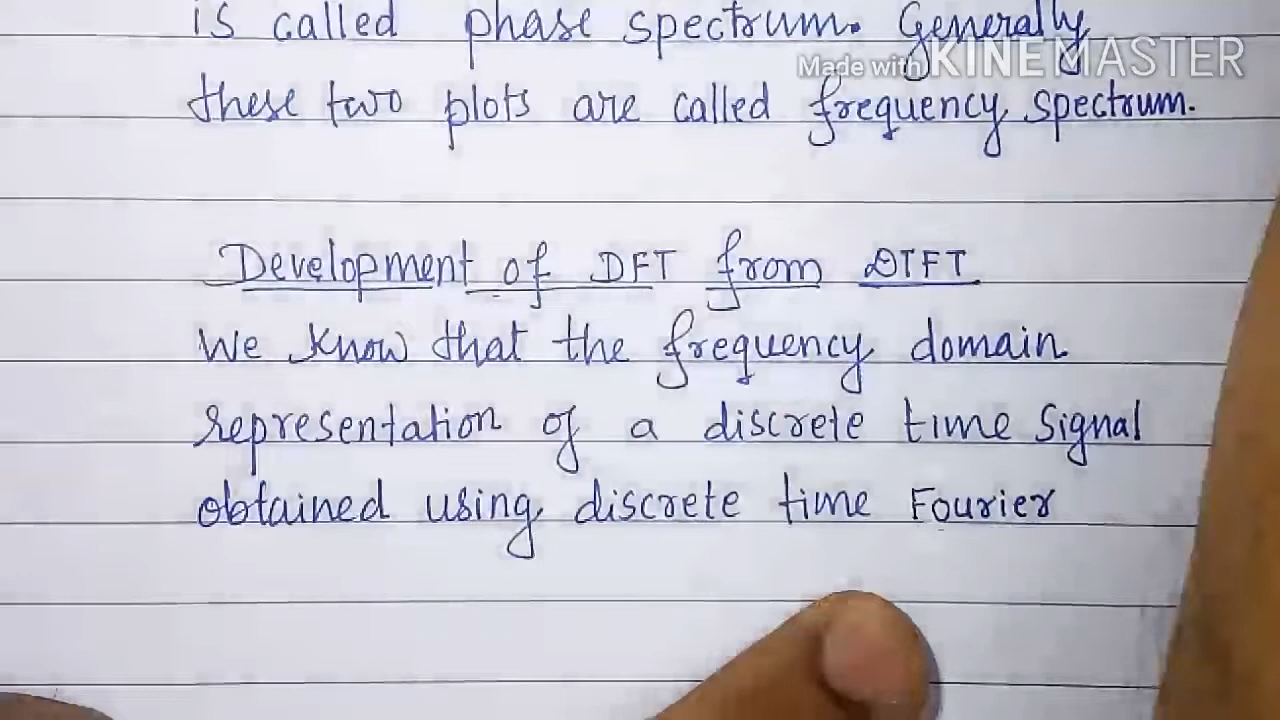 is called phase spectrum. Generally
Made with KINEMASTER
these two plots are called frequency spectrum.
Development of DFT from DTFT
We know that the frequency domain
representation of a discrete time signal
obtained using discrete time Fourier